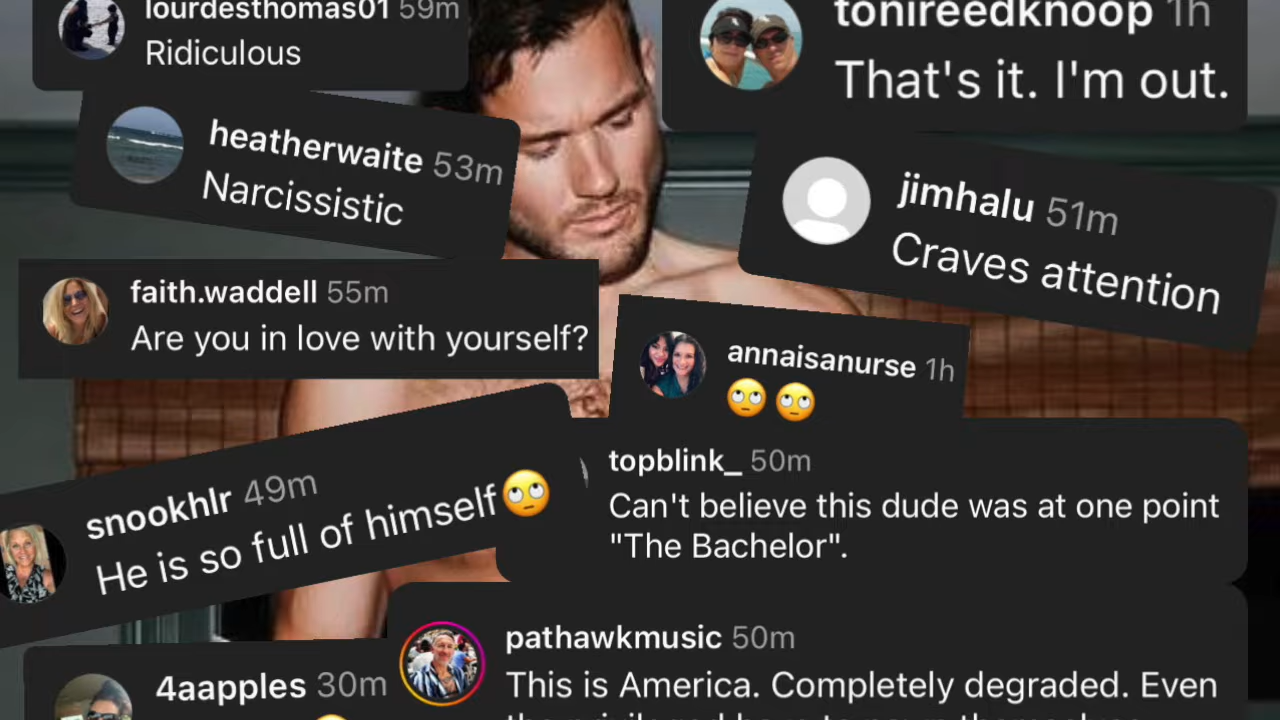 lourdesthomas01 59m
Ridiculous
tonireedknoop 1h
That's it. I'm out.
heatherwaite 53m
Narcissistic
jimhalu 51m
Craves attention
faith.waddell 55m
Are you in love with yourself?
annaisanurse 1h
🙄 🙄
topblink_ 50m
Can't believe this dude was at one point
"The Bachelor".
snookhlr 49m
He is so full of himself🙄
pathawkmusic 50m
This is America. Completely degraded. Even
4aapples 30m